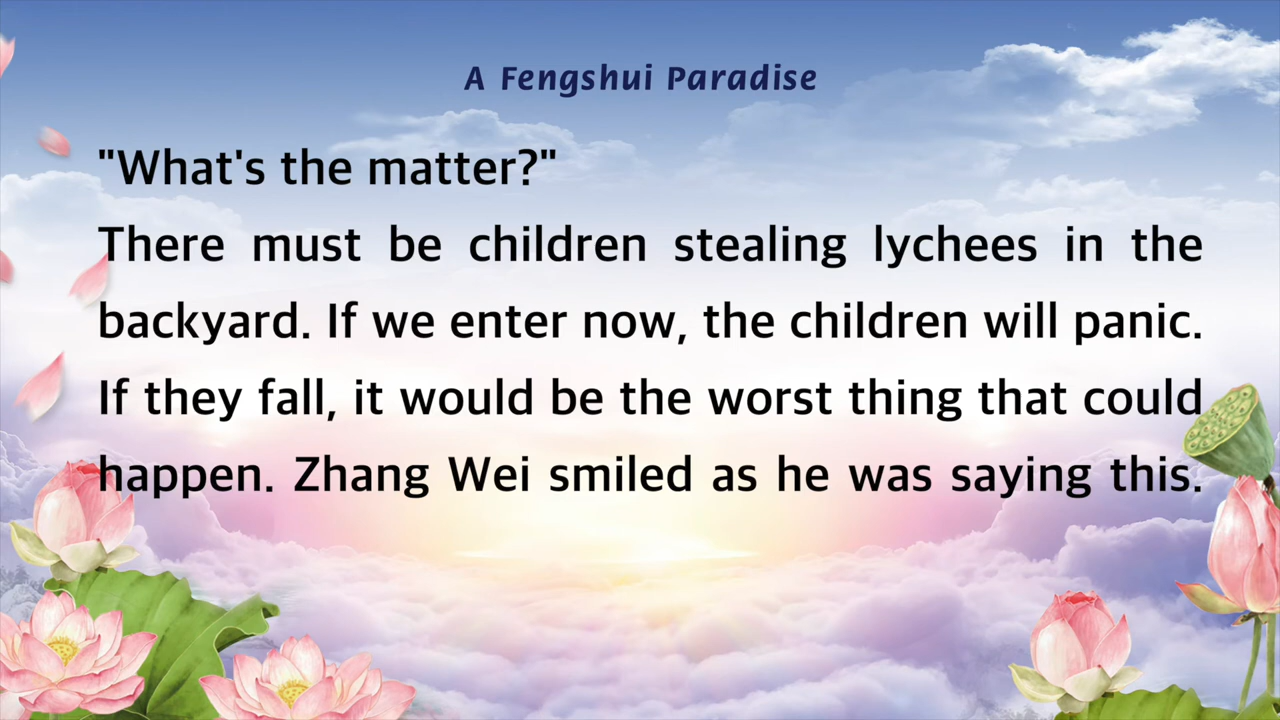 A Fengshui Paradise
"What's the matter?"
There must be children stealing lychees in the
backyard. If we enter now, the children will panic.
If they fall, it would be the worst thing that could
happen. Zhang Wei smiled as he was saying this.